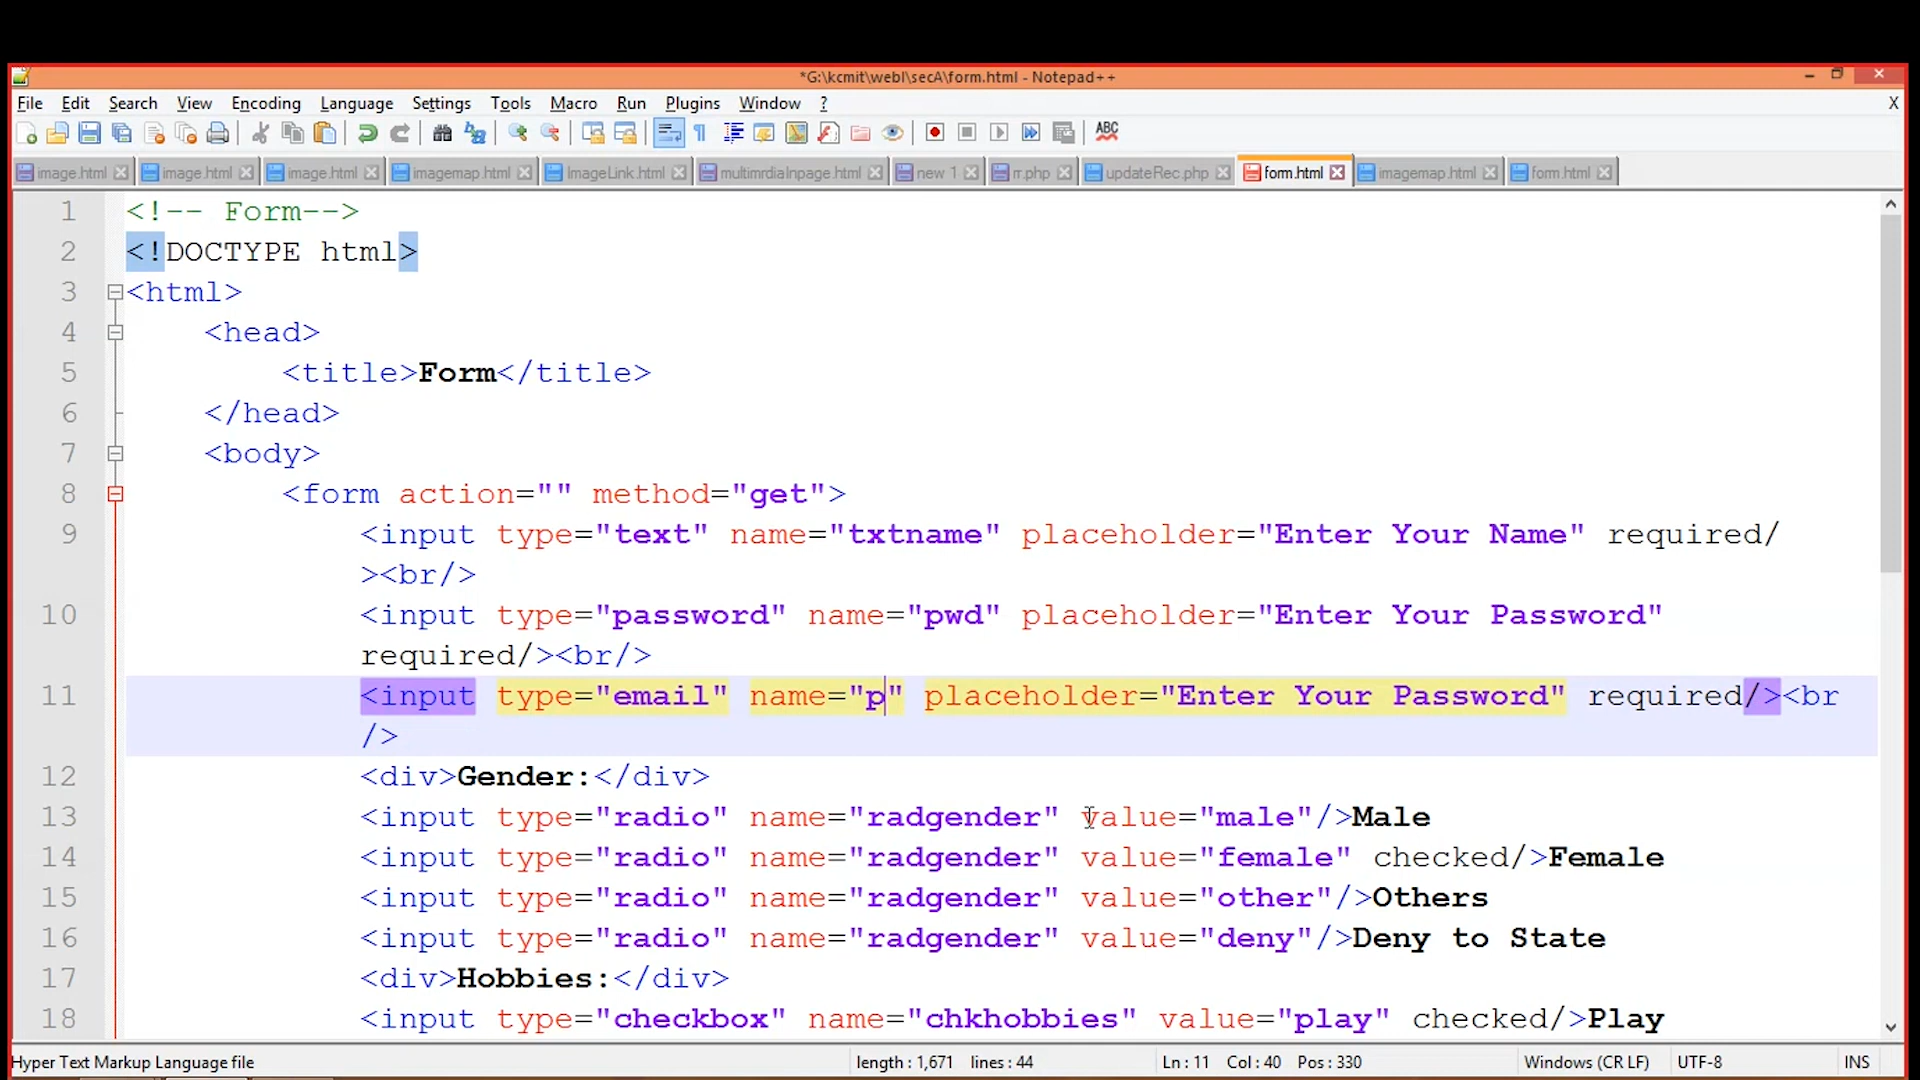 *G:\kcmit\webI\secA\form.html - Notepad++
File Edit Search View Encoding Language Settings Tools Macro Run Plugins Window ? X
ABC
image.html image.html image.html imagemap.html ImageLink.html multimrdiaInpage.html new 1 rr.php updateRec.php form.html imagemap.html form.html
1 <!-- Form-->
2 <!DOCTYPE html>
3 <html>
4 <head>
5 <title>Form</title>
6 </head>
7 <body>
8 <form action="" method="get">
9 <input type="text" name="txtname" placeholder="Enter Your Name" required/
><br/>
10 <input type="password" name="pwd" placeholder="Enter Your Password"
required/><br/>
11 <input type="email" name="p" placeholder="Enter Your Password" required/><br
/>
12 <div>Gender:</div>
13 <input type="radio" name="radgender" value="male"/>Male
14 <input type="radio" name="radgender" value="female" checked/>Female
15 <input type="radio" name="radgender" value="other"/>Others
16 <input type="radio" name="radgender" value="deny"/>Deny to State
17 <div>Hobbies:</div>
18 <input type="checkbox" name="chkhobbies" value="play" checked/>Play
Hyper Text Markup Language file length : 1,671 lines : 44 Ln : 11 Col : 40 Pos : 330 Windows (CR LF) UTF-8 INS